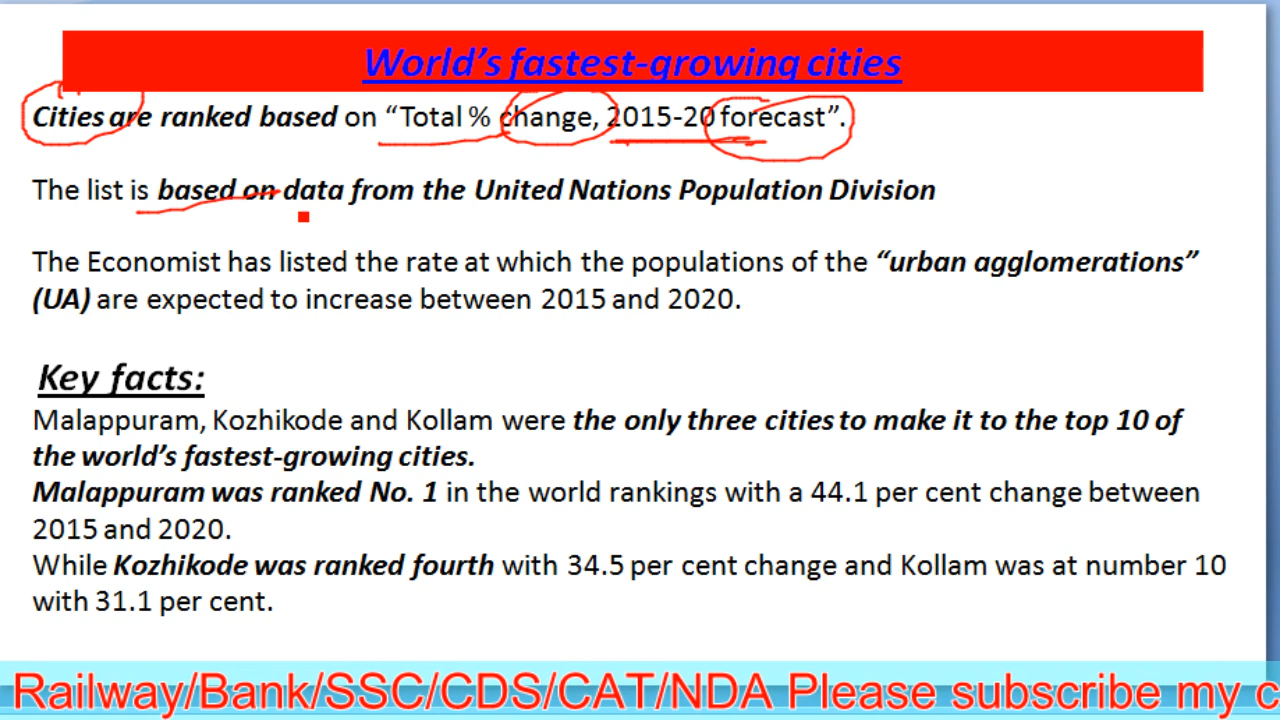 World's fastest-growing cities
Cities are ranked based on “Total % change, 2015-20 forecast”.
The list is based on data from the United Nations Population Division
The Economist has listed the rate at which the populations of the “urban agglomerations”
(UA) are expected to increase between 2015 and 2020.
Key facts:
Malappuram, Kozhikode and Kollam were the only three cities to make it to the top 10 of
the world’s fastest-growing cities.
Malappuram was ranked No. 1 in the world rankings with a 44.1 per cent change between
2015 and 2020.
While Kozhikode was ranked fourth with 34.5 per cent change and Kollam was at number 10
with 31.1 per cent.
Railway/Bank/SSC/CDS/CAT/NDA Please subscribe my c